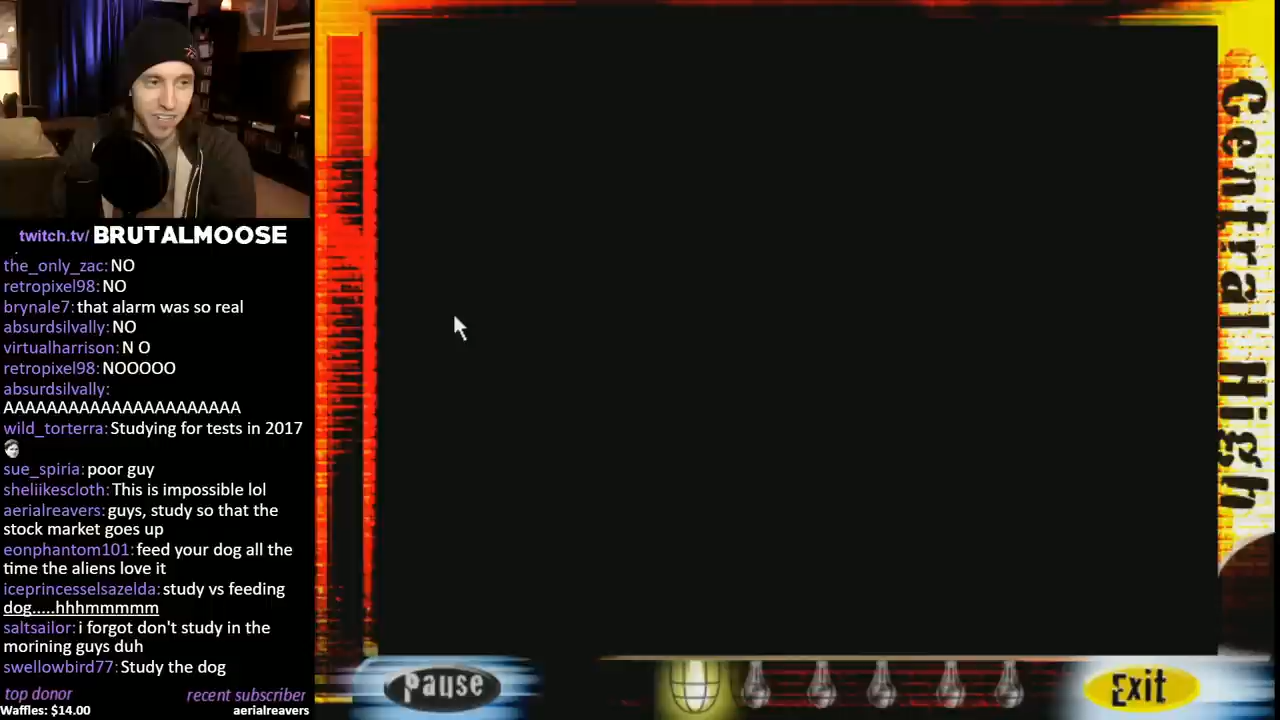 twitch.tv/ BRUTALMOOSE
the_only_zac: NO
retropixel98: NO
brynale7: that alarm was so real
absurdsilvally: NO
virtualharrison: N O
retropixel98: NOOOOO
absurdsilvally:
AAAAAAAAAAAAAAAAAAAAAA
wild_torterra: Studying for tests in 2017
sue_spiria: poor guy
sheliikescloth: This is impossible lol
aerialreavers: guys, study so that the
stock market goes up
eonphantom101: feed your dog all the
time the aliens love it
iceprincesselsazelda: study vs feeding
dog.....hhhmmmmm
saltsailor: i forgot don't study in the
morining guys duh
swellowbird77: Study the dog
top donor
Waffles: $14.00
recent subscriber
aerialreavers
Central High
Pause
Exit